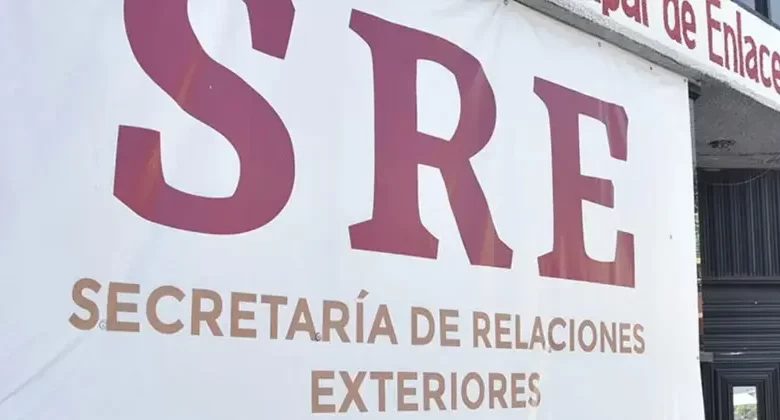 de Enlace
SRE
SECRETARÍA DE RELACIONES
EXTERIORES